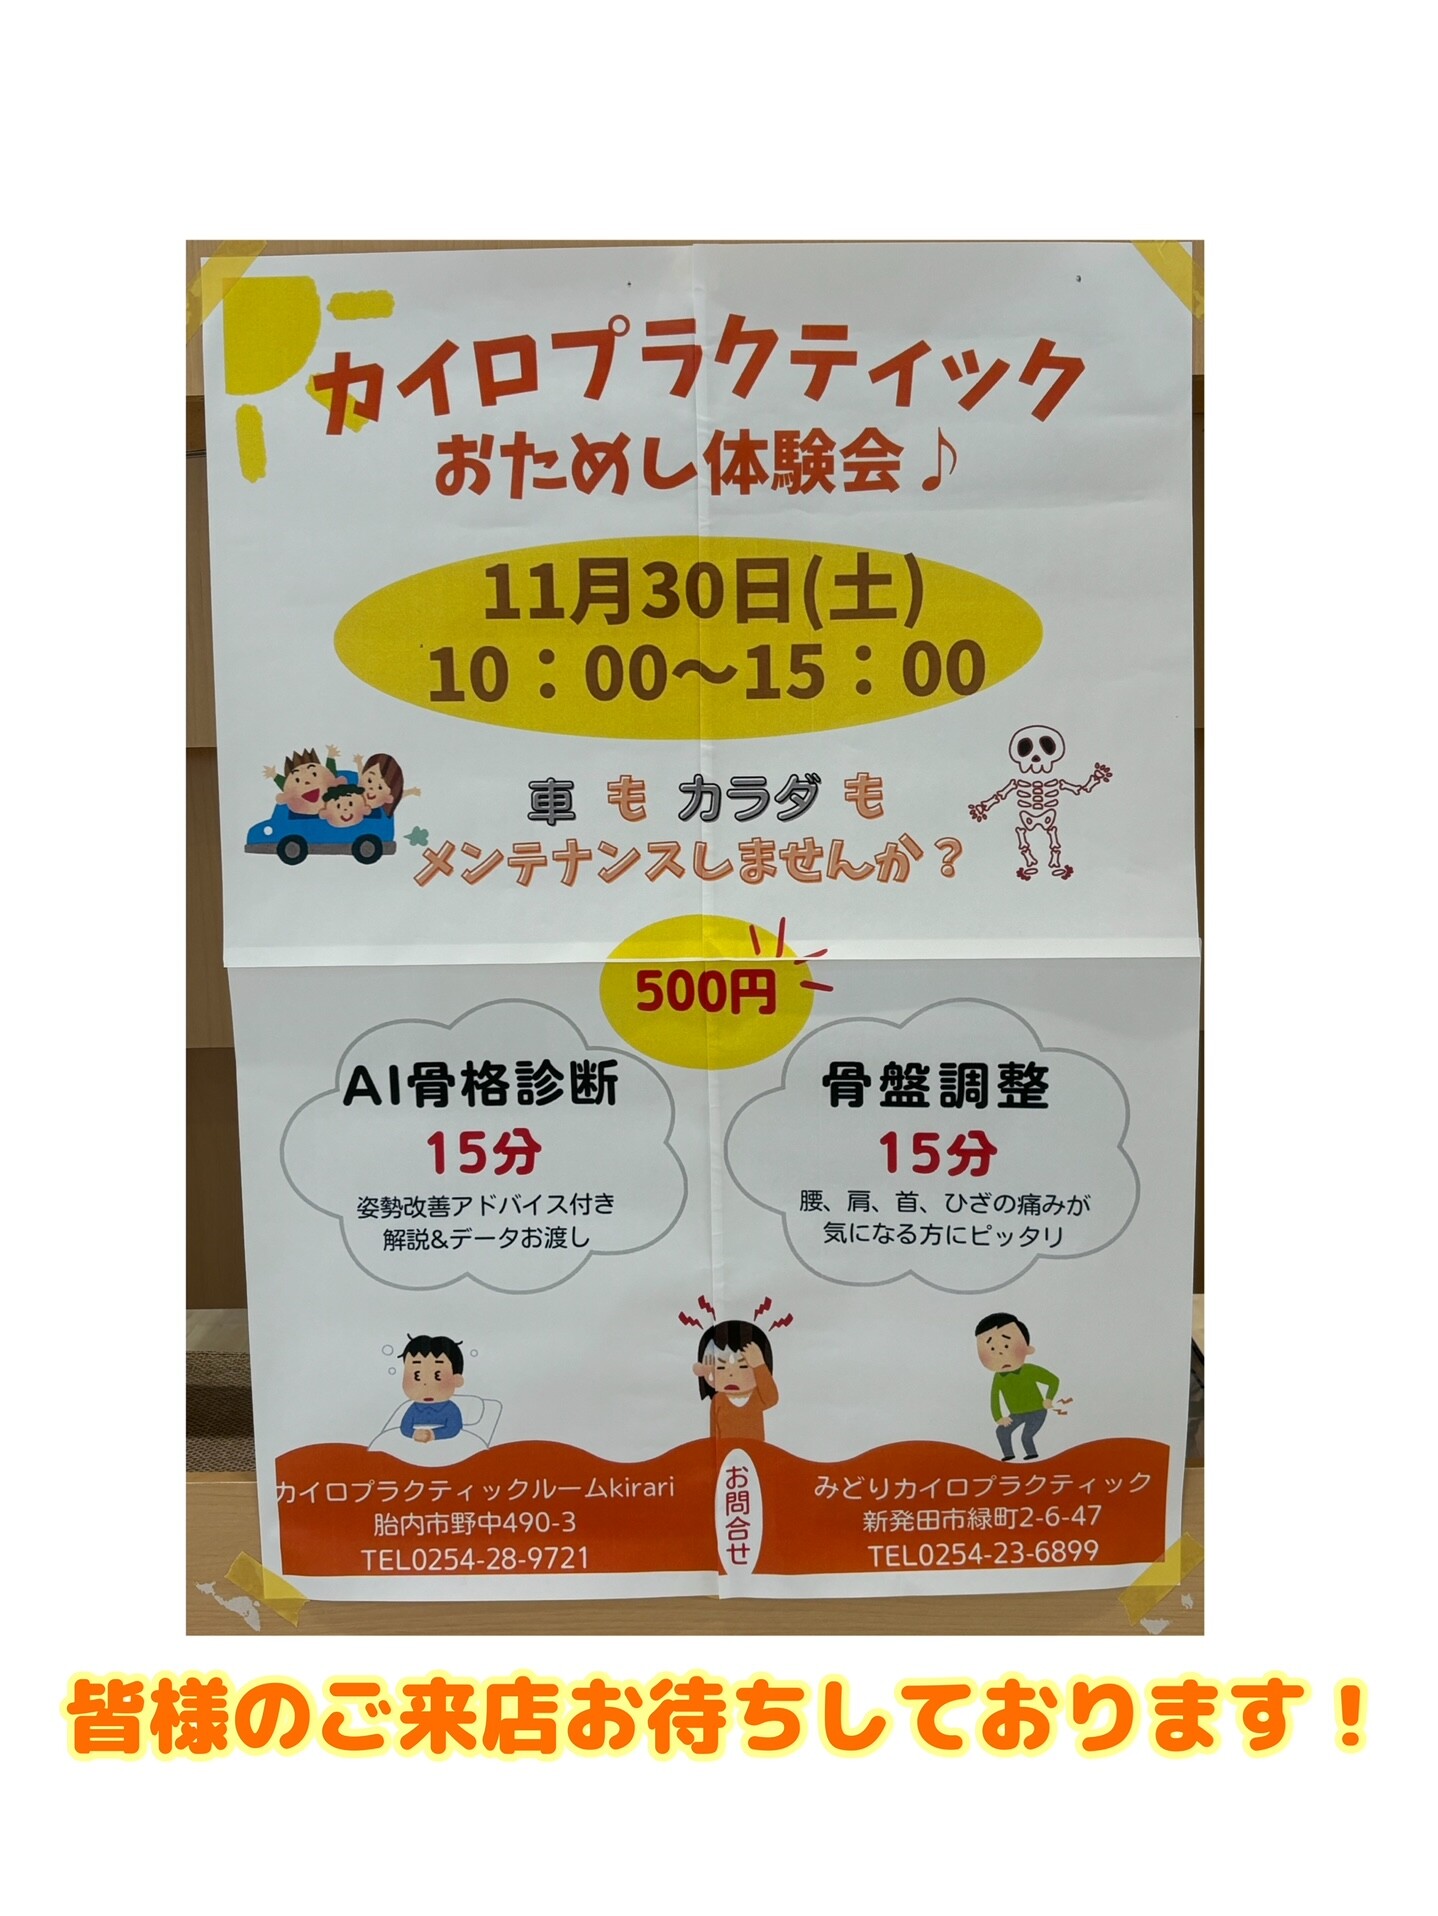 カイロプラクティック
おためし体験会♪
11月30日(土)
10：00～15：00
車もカラダも
メンテナンスしませんか？
500円
AI骨格診断
15分
姿勢改善アドバイス付き
解説&データお渡し
骨盤調整
15分
腰、肩、首、ひざの痛みが
気になる方にピッタリ
カイロプラクティックルームkirari
胎内市野中490-3
TEL0254-28-9721
お問合せ
みどりカイロプラクティック
新発田市緑町2-6-47
TEL0254-23-6899
皆様のご来店お待ちしております！